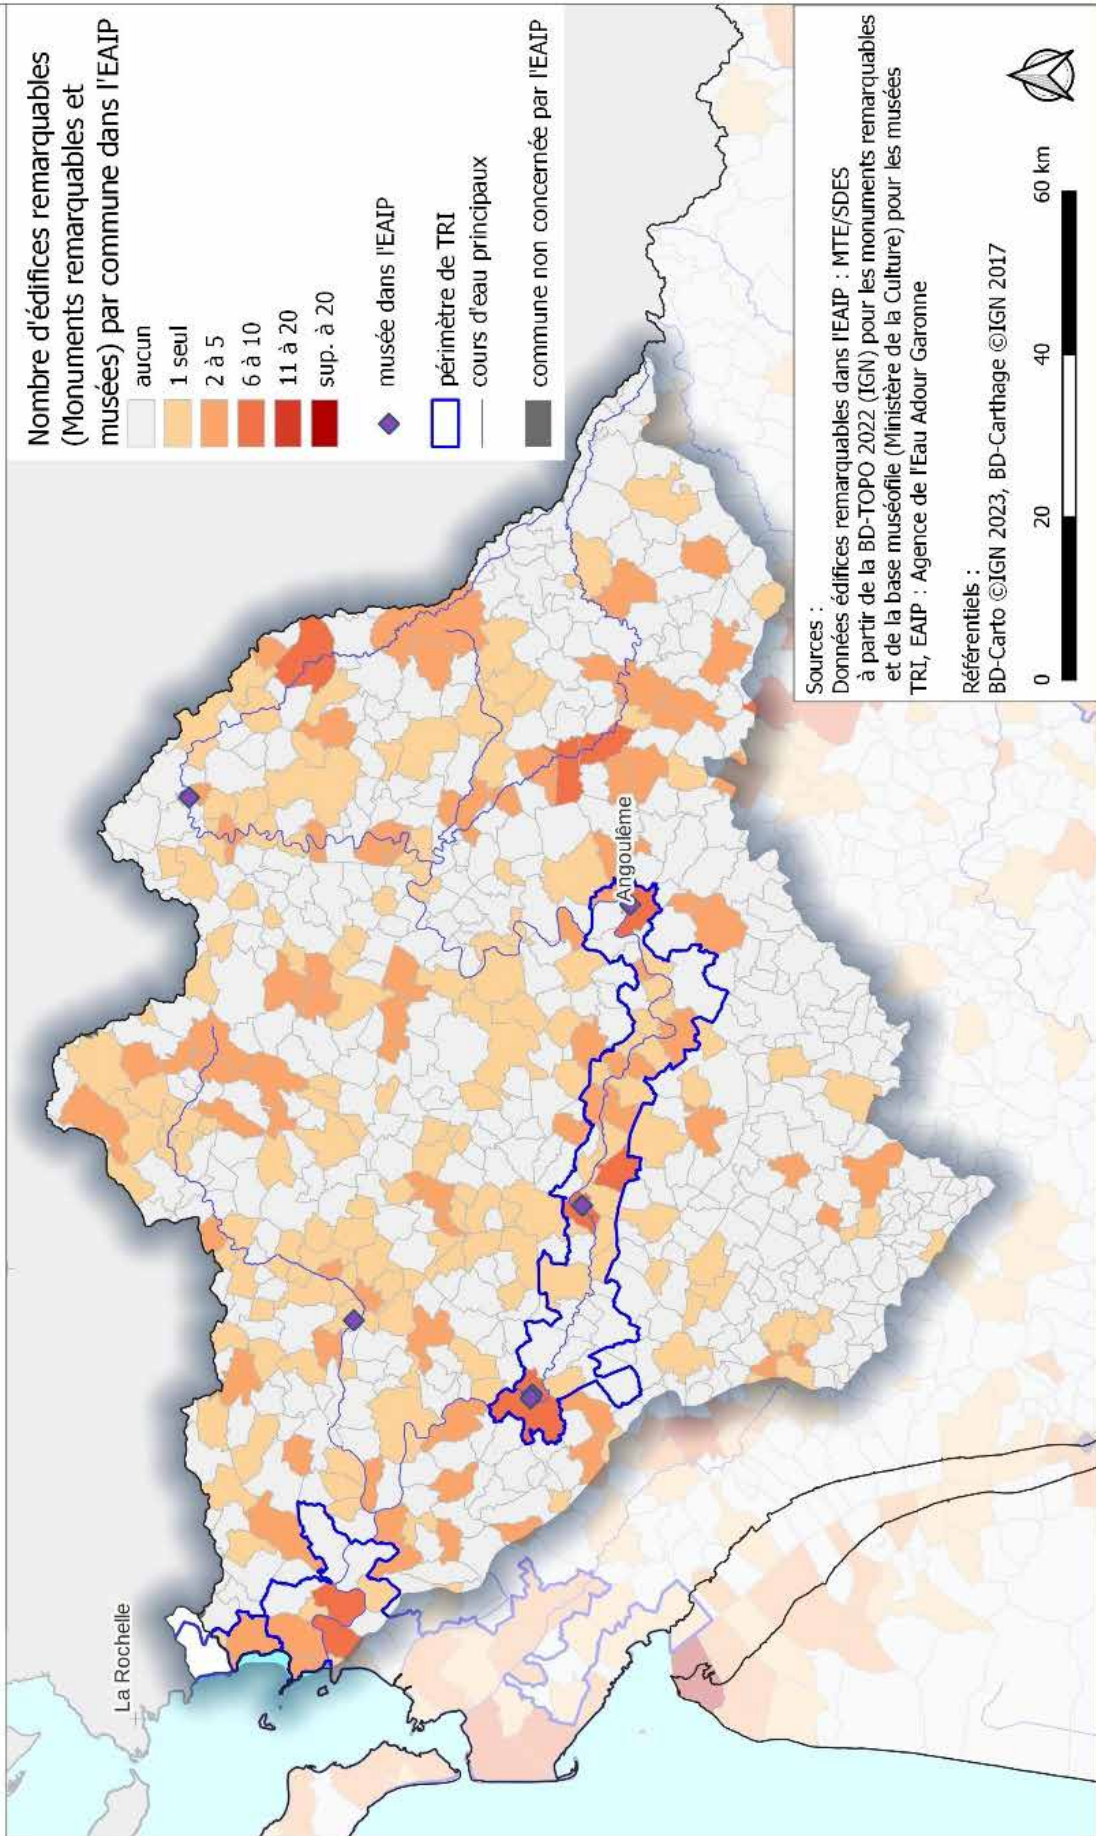 Nombre d'édifices remarquables
(Monuments remarquables et
musées) par commune dans l'EAIP
aucun
1 seul
2 à 5
6 à 10
11 à 20
sup. à 20
musée dans l'EAIP
périmètre de TRI
cours d'eau principaux
commune non concernée par l'EAIP
La Rochelle
Angoulême
Sources :
Données édifices remarquables dans l'EAIP : MTE/SDES
à partir de la BD-TOPO 2022 (IGN) pour les monuments remarquables
et de la base muséofile (Ministère de la Culture) pour les musées
TRI, EAIP : Agence de l'Eau Adour Garonne
Référentiels :
BD-Carto ©IGN 2023, BD-Carthage ©IGN 2017
0 20 40 60 km